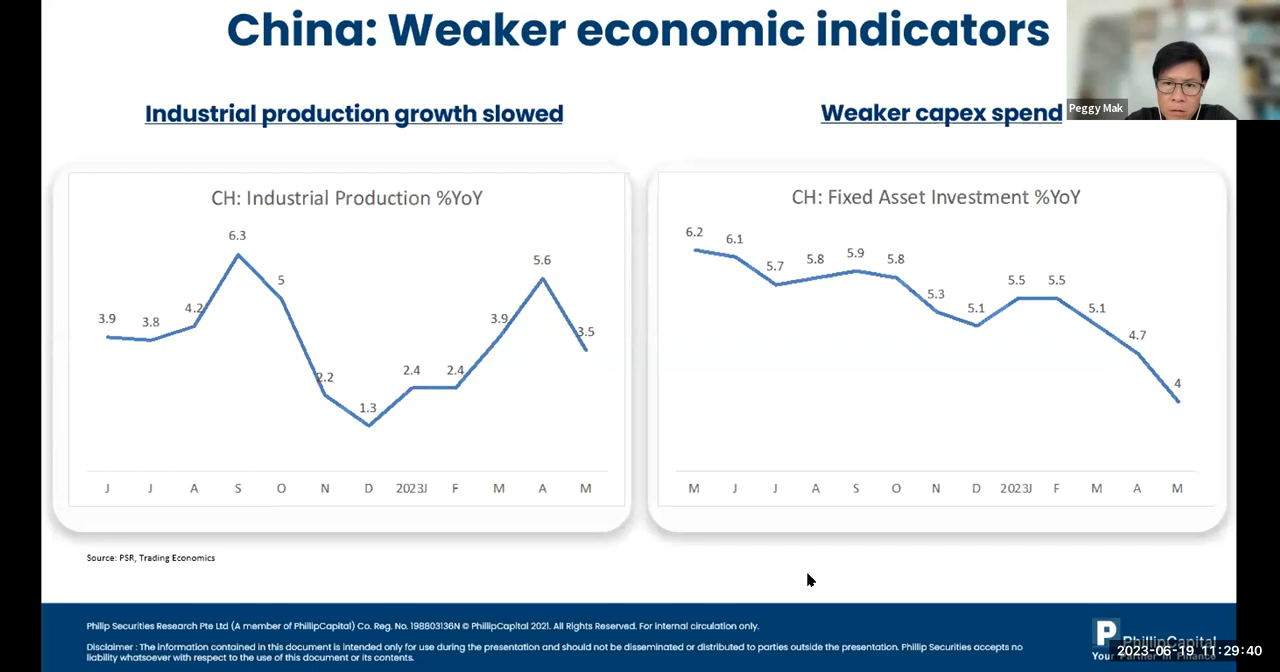 China: Weaker economic indicators
Peggy Mak
Industrial production growth slowed
Weaker capex spend
CH: Industrial Production %YoY
3.9
3.8
4.2
6.3
5
2.2
1.3
2.4
2.4
3.9
5.6
3.5
J J A S O N D 2023J F M A M
CH: Fixed Asset Investment %YoY
6.2
6.1
5.7
5.8
5.9
5.8
5.3
5.1
5.5
5.5
5.1
4.7
4
M J J A S O N D 2023J F M A M
Source: PSR, Trading Economics
Phillip Securities Research Pte Ltd (A member of PhillipCapital) Co. Reg. No. 198803136N © PhillipCapital 2021. All Rights Reserved. For internal circulation only.
Disclaimer : The information contained in this document is intended only for use during the presentation and should not be disseminated or distributed to parties outside the presentation. Phillip Securities accepts no
liability whatsoever with respect to the use of this document or its contents.
P PhillipCapital
Your Partner In Finance
2023-06-19 11:29:40